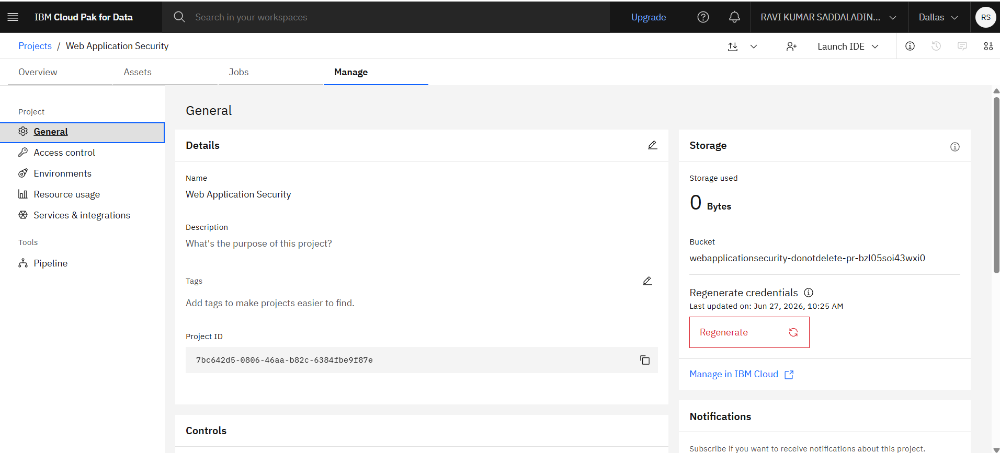 IBM Cloud Pak for Data
Search in your workspaces
Upgrade
RAVI KUMAR SADDALADIN...
Dallas
RS
Projects / Web Application Security
Launch IDE
Overview
Assets
Jobs
Manage
Project
General
Access control
Environments
Resource usage
Services & integrations
Tools
Pipeline
General
Details
Name
Web Application Security
Description
What's the purpose of this project?
Tags
Add tags to make projects easier to find.
Project ID
7bc642d5-0806-46aa-b82c-6384fbe9f87e
Controls
Storage
Storage used
0 Bytes
Bucket
webapplicationsecurity-donotdelete-pr-bzl05soi43wxi0
Regenerate credentials
Last updated on: Jun 27, 2026, 10:25 AM
Regenerate
Manage in IBM Cloud
Notifications
Subscribe if you want to receive notifications about this project.